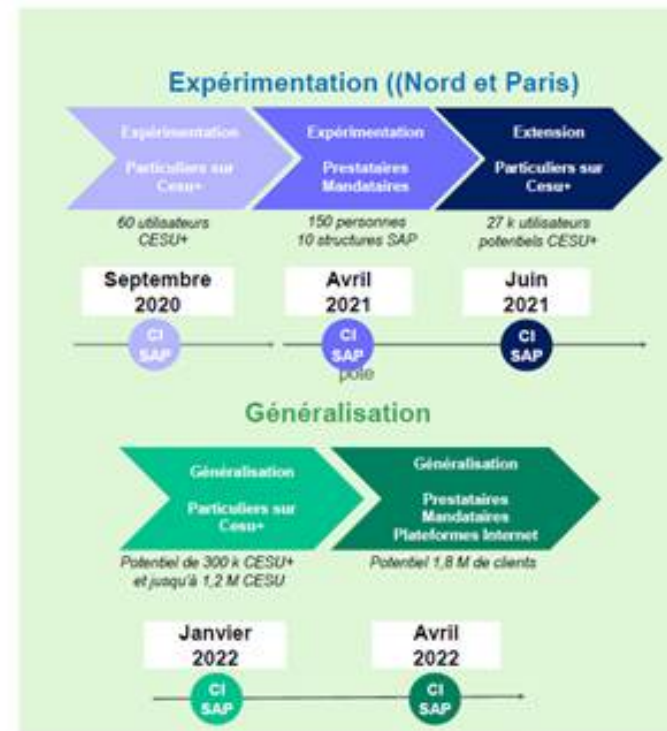 Expérimentation ((Nord et Paris)
Expérimentation
Particuliers sur
Cesu+
Expérimentation
Prestataires
Mandataires
Extension
Particuliers sur
Cesu+
60 utilisateurs
CESU+
150 personnes
10 structures SAP
27 k utilisateurs
potentiels CESU+
Septembre
2020
Avril
2021
Juin
2021
CI
SAP
CI
SAP
CI
SAP
pole
Généralisation
Généralisation
Particuliers sur
Cesu+
Généralisation
Prestataires
Mandataires
Plateformes Internet
Potentiel de 300 k CESU+
et jusqu'à 1,2 M CESU
Potentiel 1,8 M de clients
Janvier
2022
Avril
2022
CI
SAP
CI
SAP